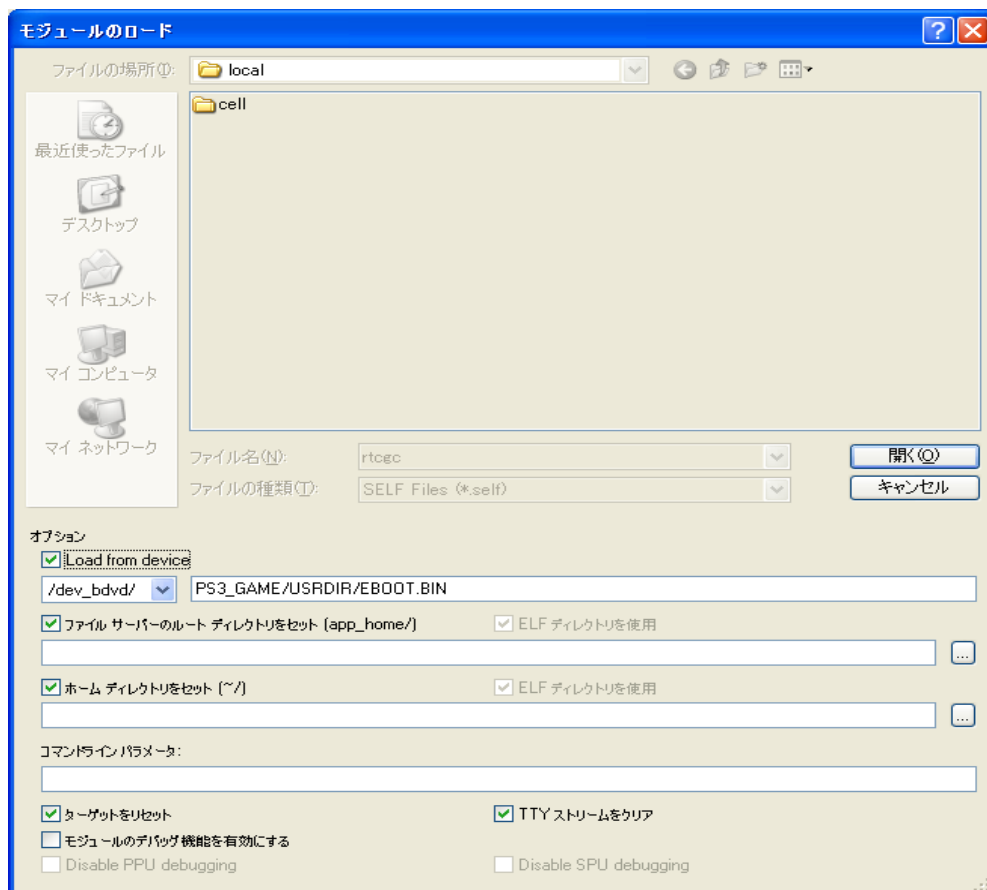 モジュールのロード
ファイルの場所(I):
local
cell
最近使ったファイル
デスクトップ
マイ ドキュメント
マイ コンピュータ
マイ ネットワーク
ファイル名(N):
rtcgc
開く(O)
ファイルの種類(T):
SELF Files (*.self)
キャンセル
オプション
Load from device
/dev_bdvd/
PS3_GAME/USRDIR/EBOOT.BIN
ファイル サーバーのルート ディレクトリをセット (app_home/)
ELF ディレクトリを使用
...
ホーム ディレクトリをセット (~/)
ELF ディレクトリを使用
...
コマンドライン パラメータ:
ターゲットをリセット
TTY ストリームをクリア
モジュールのデバッグ機能を有効にする
Disable PPU debugging
Disable SPU debugging